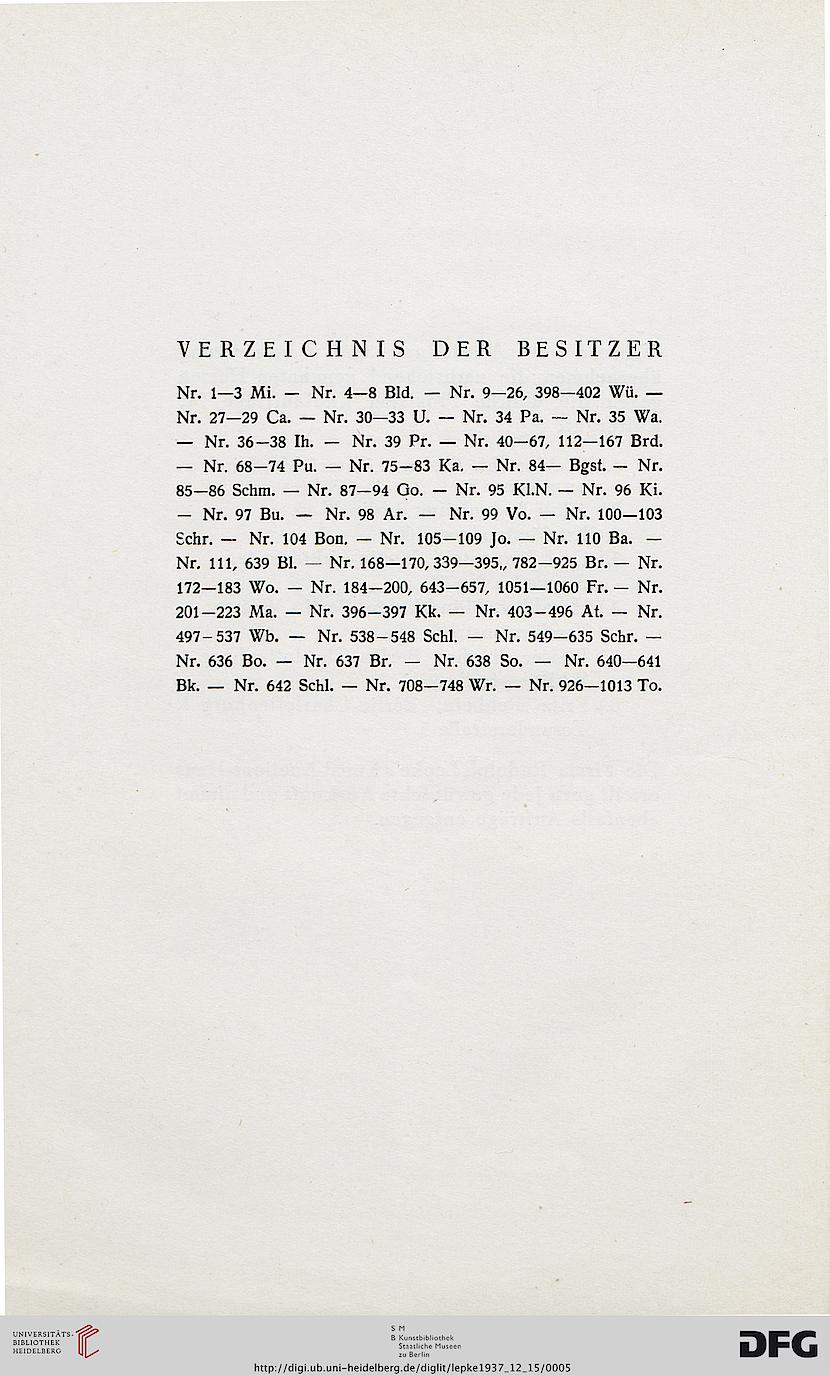 VERZEICHNIS DER BESITZER
Nr. 1—3 Mi. — Nr. 4—8 Bld. — Nr. 9—26, 398—402 Wü. —
Nr. 27—29 Ca. — Nr. 30—33 U. — Nr. 34 Pa. — Nr. 35 Wa.
— Nr. 36—38 Ih. — Nr. 39 Pr. — Nr. 40—67, 112—167 Brd.
— Nr. 68—74 Pu. — Nr. 75—83 Ka. — Nr. 84— Bgst. — Nr.
85—86 Schm. — Nr. 87—94 Go. — Nr. 95 Kl.N. — Nr. 96 Ki.
— Nr. 97 Bu. — Nr. 98 Ar. — Nr. 99 Vo. — Nr. 100—103
Schr. — Nr. 104 Bon. — Nr. 105—109 Jo. — Nr. 110 Ba. —
Nr. 111, 639 Bl. — Nr. 168—170, 339—395,, 782—925 Br. — Nr.
172—183 Wo. — Nr. 184—200, 643—657, 1051—1060 Fr. — Nr.
201—223 Ma. — Nr. 396—397 Kk. — Nr. 403—496 At. — Nr.
497—537 Wb. — Nr. 538—548 Schl. — Nr. 549—635 Schr. —
Nr. 636 Bo. — Nr. 637 Br. — Nr. 638 So. — Nr. 640—641
Bk. — Nr. 642 Schl. — Nr. 708—748 Wr. — Nr. 926—1013 To.
UNIVERSITÄTS-
BIBLIOTHEK
HEIDELBERG
S M
B Kunstbibliothek
Staatliche Museen
zu Berlin
http://digi.ub.uni-heidelberg.de/diglit/lepke1937_12_15/0005
DFG